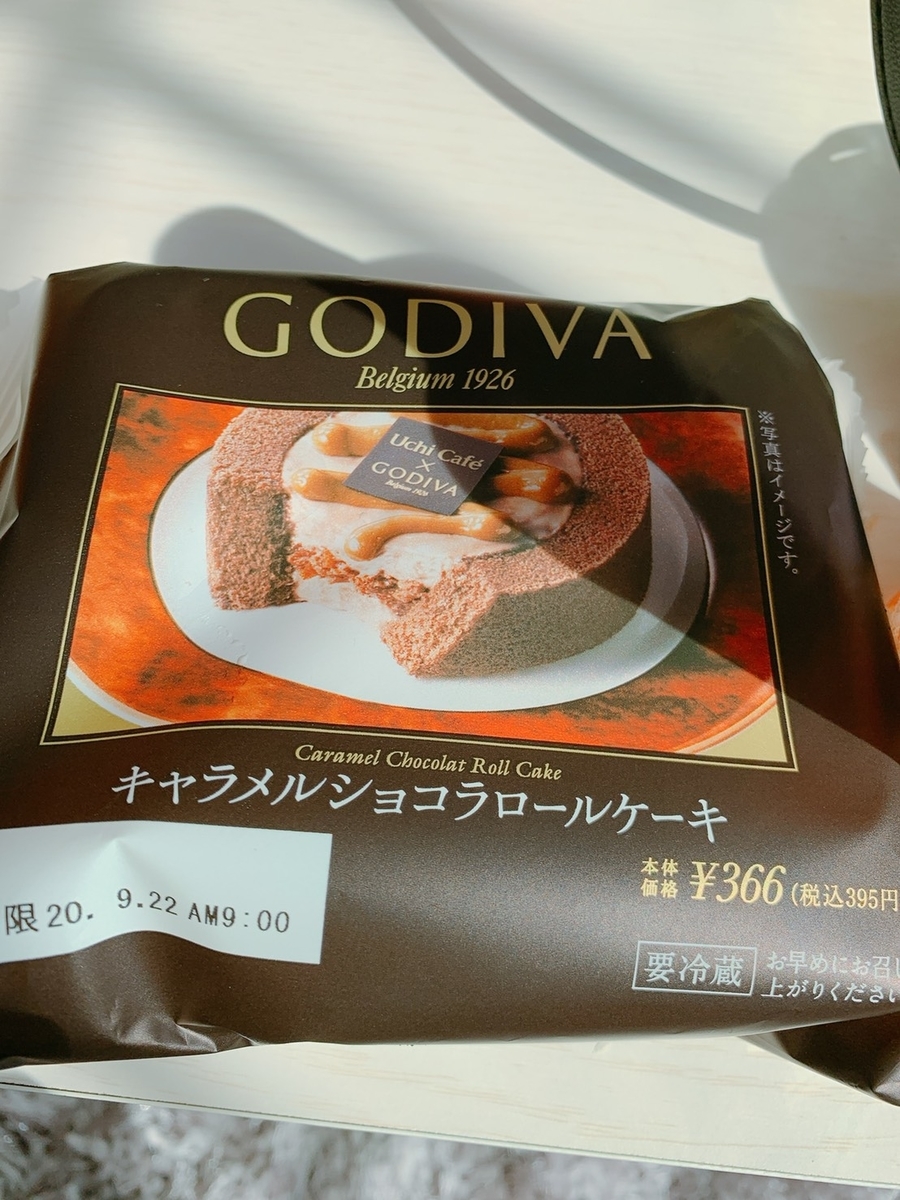 GODIVA
Belgium 1926
※写真はイメージです。
Uchi Café
×
GODIVA
Belgium 1926
Caramel Chocolat Roll Cake
キャラメルショコラロールケーキ
限20. 9.22 AM9:00
本体
価格 ¥366 (税込395円
要冷蔵
お早めにお召し
上がりください